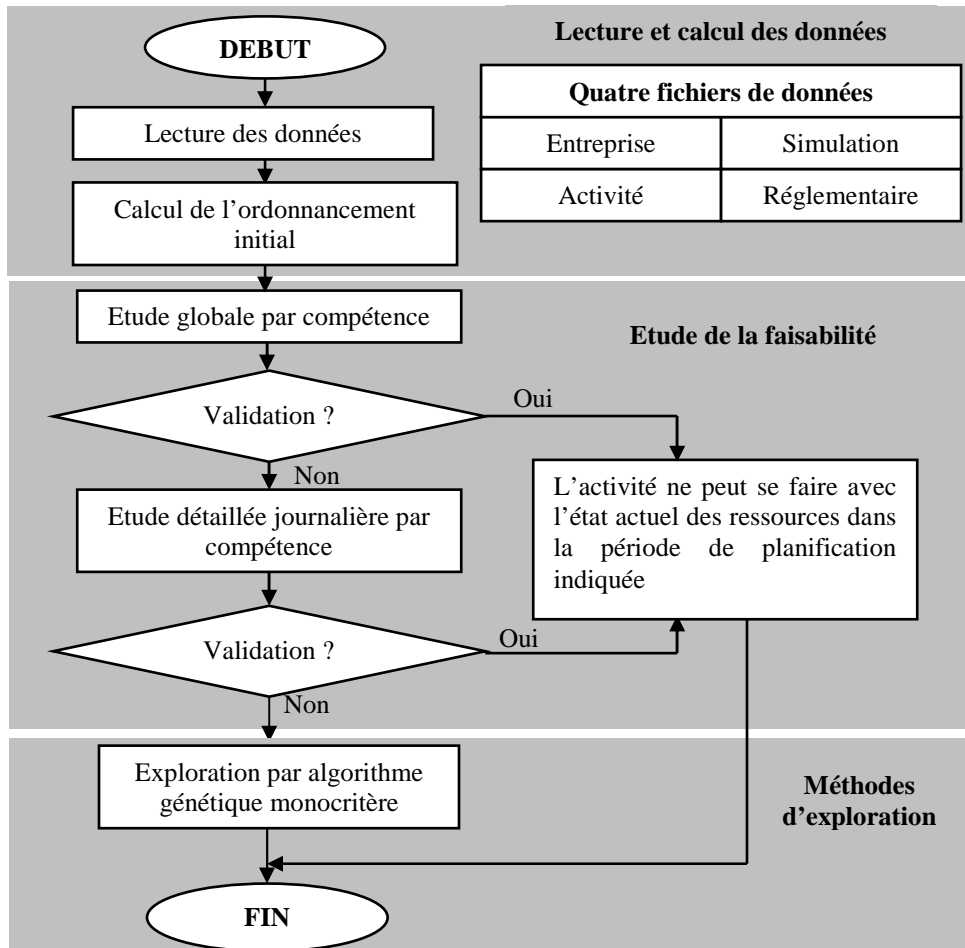 DEBUT
Lecture des données
Calcul de l'ordonnancement
initial
Lecture et calcul des données
Quatre fichiers de données
Entreprise
Simulation
Activité
Réglementaire
Etude globale par compétence
Etude de la faisabilité
Validation ?
Oui
Non
L'activité ne peut se faire avec
l'état actuel des ressources dans
la période de planification
indiquée
Etude détaillée journalière par
compétence
Validation ?
Oui
Non
Exploration par algorithme
génétique monocritère
Méthodes
d'exploration
FIN